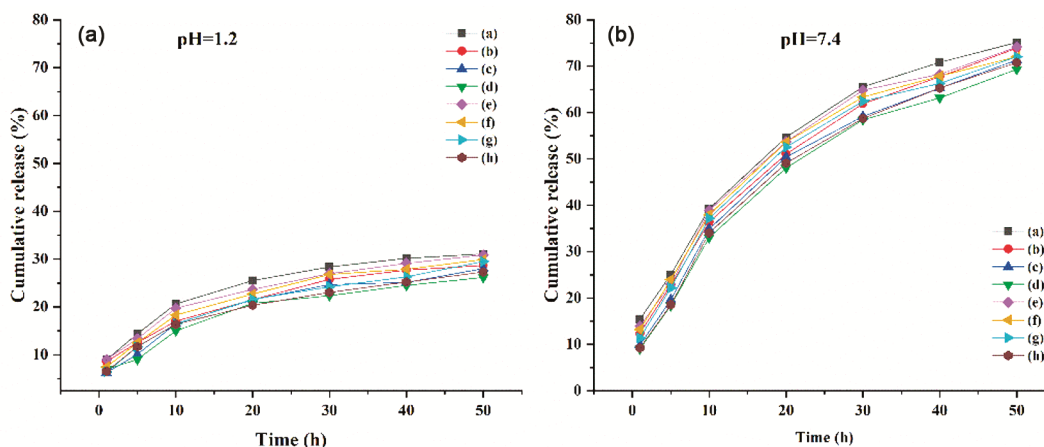 (a)
pH=1.2
Cumulative release (%)
80
70
60
50
40
30
20
10
(a)
(b)
(c)
(d)
(e)
(f)
(g)
(h)
0 10 20 30 40 50
Time (h)
(b)
pH=7.4
Cumulative release (%)
80
70
60
50
40
30
20
10
0
(a)
(b)
(c)
(d)
(e)
(f)
(g)
(h)
0 10 20 30 40 50
Time (h)